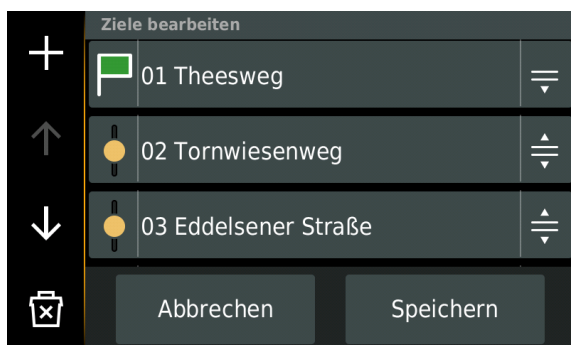 Ziele bearbeiten
01 Theesweg
02 Tornwiesenweg
03 Eddelsener Straße
Abbrechen
Speichern